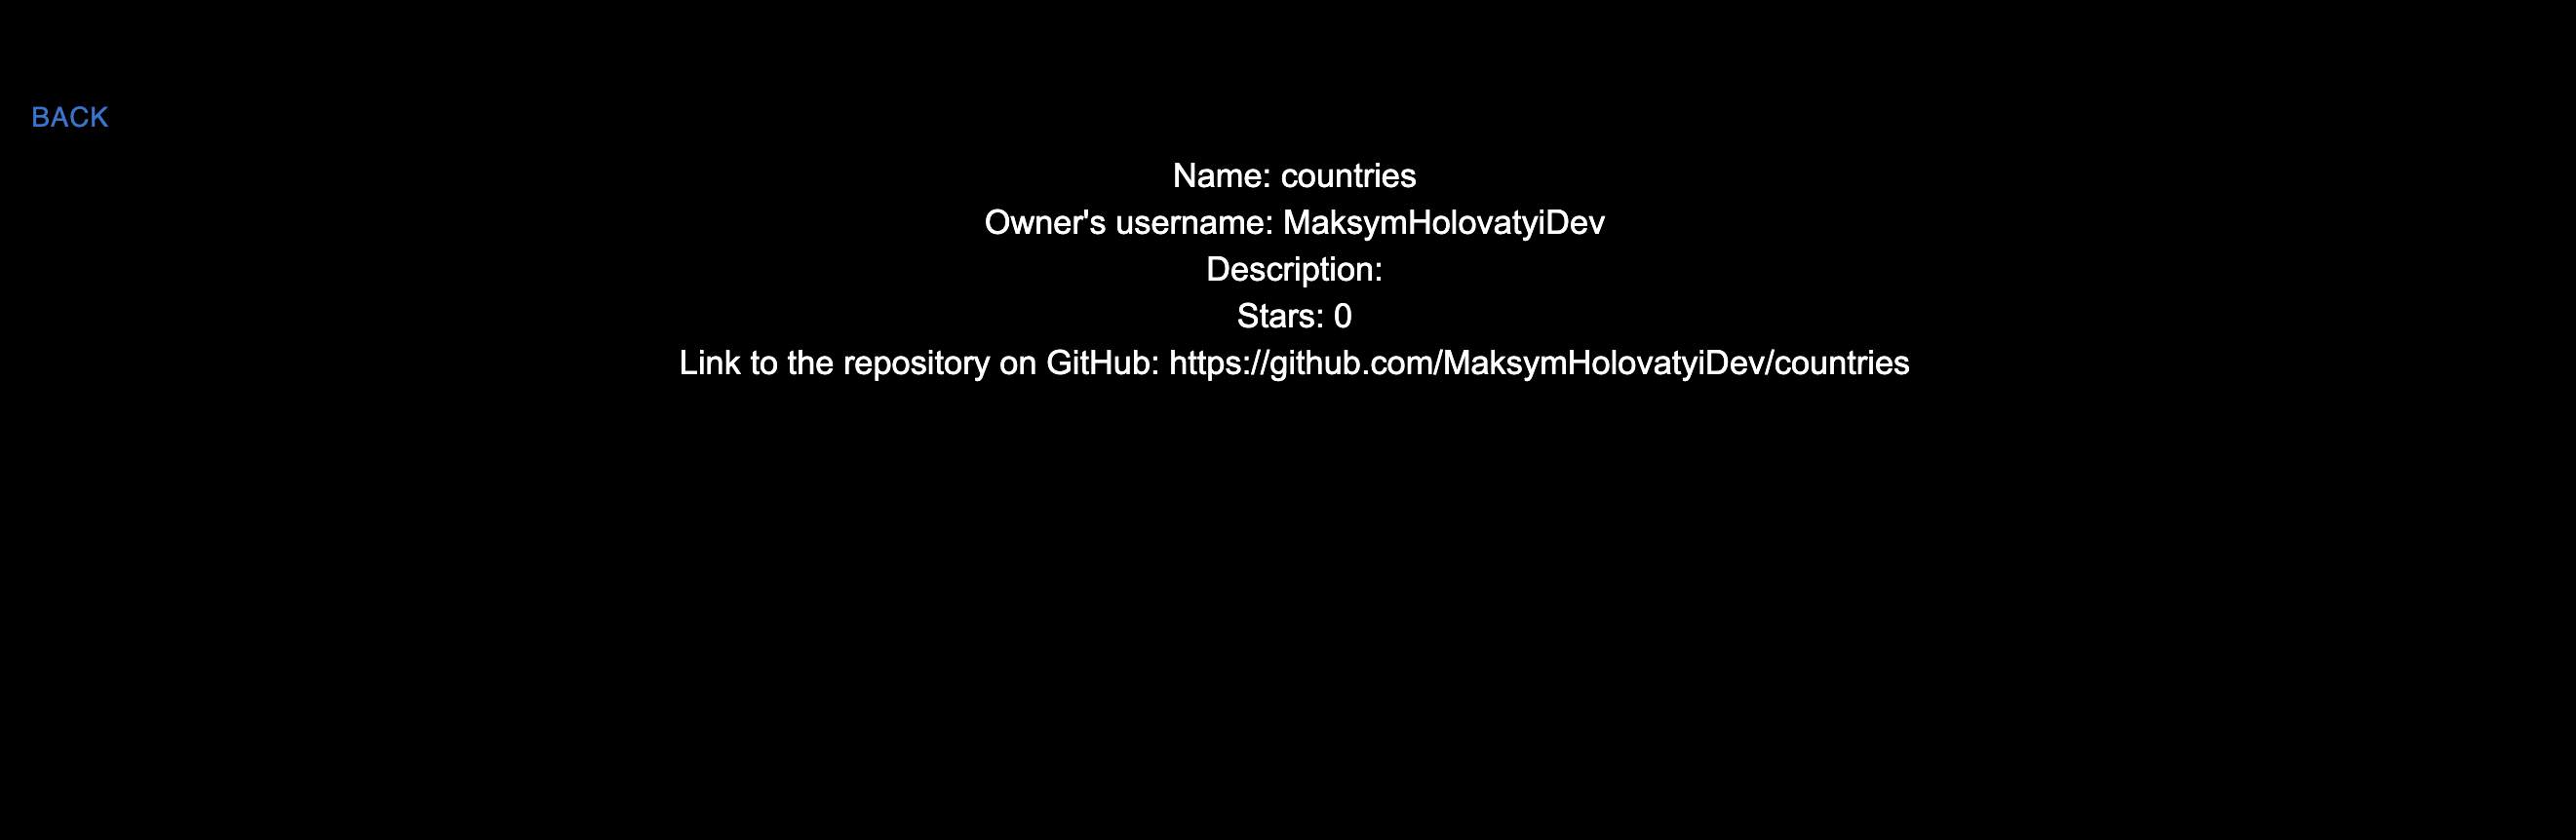 BACK
Name: countries
Owner's username: MaksymHolovatyiDev
Description:
Stars: 0
Link to the repository on GitHub: https://github.com/MaksymHolovatyiDev/countries